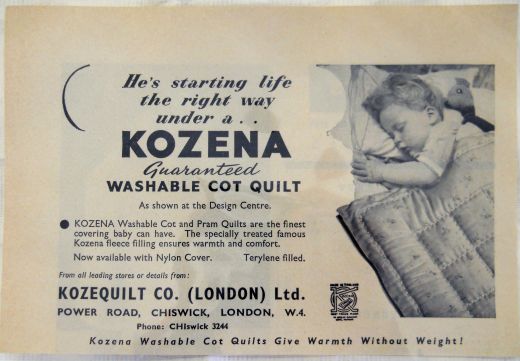 He's starting life
the right way
under a . .
KOZENA
Guaranteed
WASHABLE COT QUILT
As shown at the Design Centre.
● KOZENA Washable Cot and Pram Quilts are the finest
covering baby can have. The specially treated famous
Kozena fleece filling ensures warmth and comfort.
Now available with Nylon Cover. Terylene filled.
From all leading stores or details from:
KOZEQUILT CO. (LONDON) Ltd.
POWER ROAD, CHISWICK, LONDON, W.4.
Phone: CHIswick 3244
Kozena Washable Cot Quilts Give Warmth Without Weight!